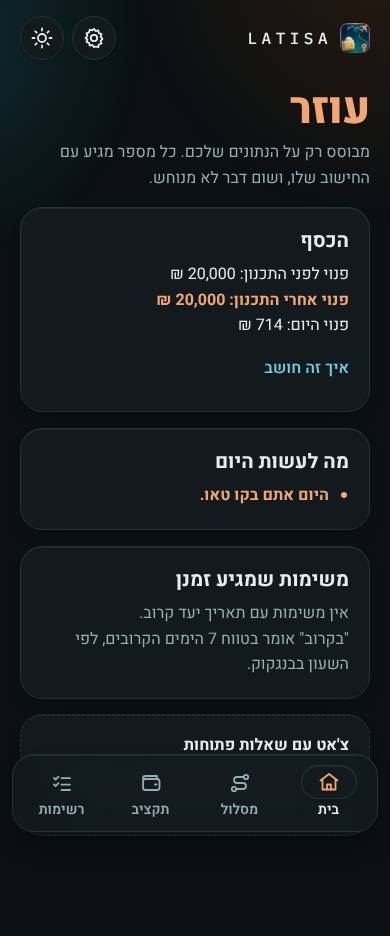 LATISA
עוזר
מבוסס רק על הנתונים שלכם. כל מספר מגיע עם
החישוב שלו, ושום דבר לא מנוחש.
הכסף
פנוי לפני התכנון: 20,000 ₪
פנוי אחרי התכנון: 20,000 ₪
פנוי היום: 714 ₪
איך זה חושב
מה לעשות היום
• היום אתם בקו טאו.
משימות שמגיע זמנן
אין משימות עם תאריך יעד קרוב.
"בקרוב" אומר בטווח 7 הימים הקרובים, לפי
השעון בבנגקוק.
צ'אט עם שאלות פתוחות
בית
מסלול
תקציב
רשימות